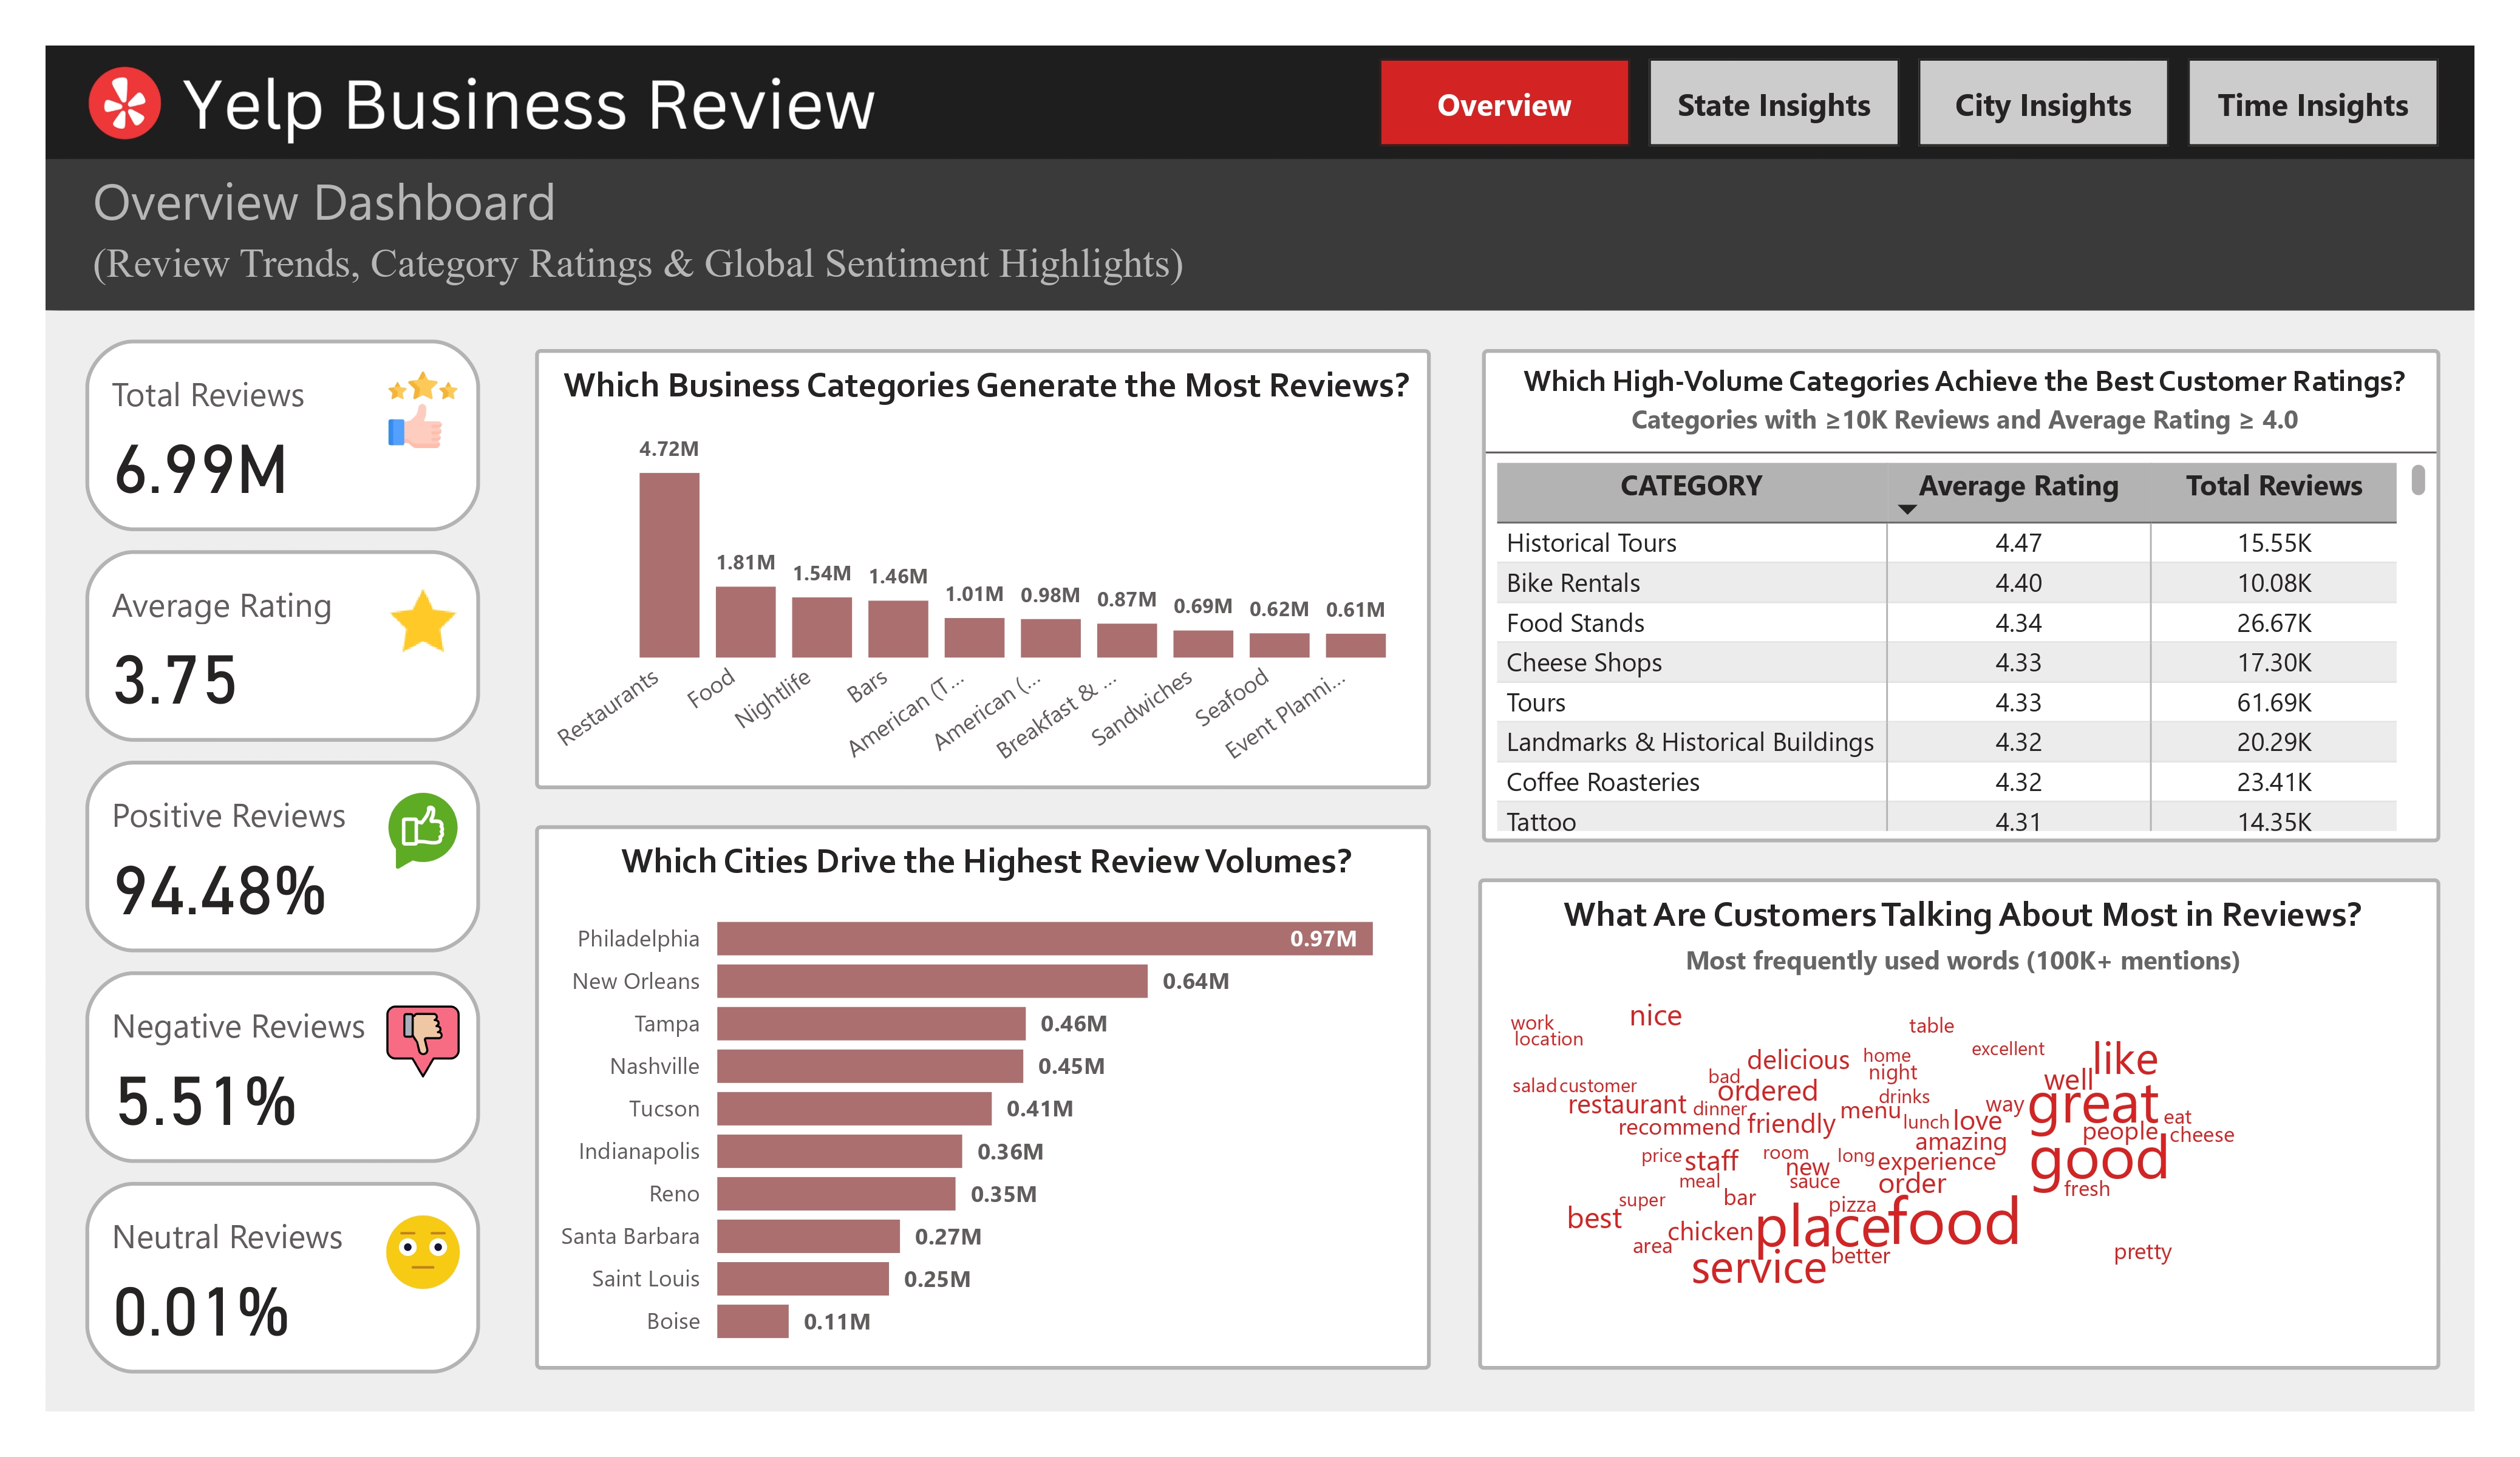 Yelp Business Review
Overview
State Insights
City Insights
Time Insights
Overview Dashboard
(Review Trends, Category Ratings & Global Sentiment Highlights)
Total Reviews
6.99M
Average Rating
3.75
Positive Reviews
94.48%
Negative Reviews
5.51%
Neutral Reviews
0.01%
Which Business Categories Generate the Most Reviews?
4.72M
1.81M
1.54M
1.46M
1.01M
0.98M
0.87M
0.69M
0.62M
0.61M
Restaurants
Food
Nightlife
Bars
American (T...
American (...
Breakfast & ...
Sandwiches
Seafood
Event Planni...
Which Cities Drive the Highest Review Volumes?
Philadelphia 0.97M
New Orleans 0.64M
Tampa 0.46M
Nashville 0.45M
Tucson 0.41M
Indianapolis 0.36M
Reno 0.35M
Santa Barbara 0.27M
Saint Louis 0.25M
Boise 0.11M
Which High-Volume Categories Achieve the Best Customer Ratings?
Categories with ≥10K Reviews and Average Rating ≥ 4.0
CATEGORY Average Rating Total Reviews
Historical Tours 4.47 15.55K
Bike Rentals 4.40 10.08K
Food Stands 4.34 26.67K
Cheese Shops 4.33 17.30K
Tours 4.33 61.69K
Landmarks & Historical Buildings 4.32 20.29K
Coffee Roasteries 4.32 23.41K
Tattoo 4.31 14.35K
What Are Customers Talking About Most in Reviews?
Most frequently used words (100K+ mentions)
work
location
nice
table
excellent
like
delicious
home
night
well
bad
ordered
salad
customer
restaurant
dinner
drinks
menu
way
great
eat
recommend
friendly
lunch
love
people
cheese
amazing
price
staff
room
new
long
experience
good
meal
sauce
order
fresh
super
bar
pizza
best
chicken
place
food
area
better
pretty
service